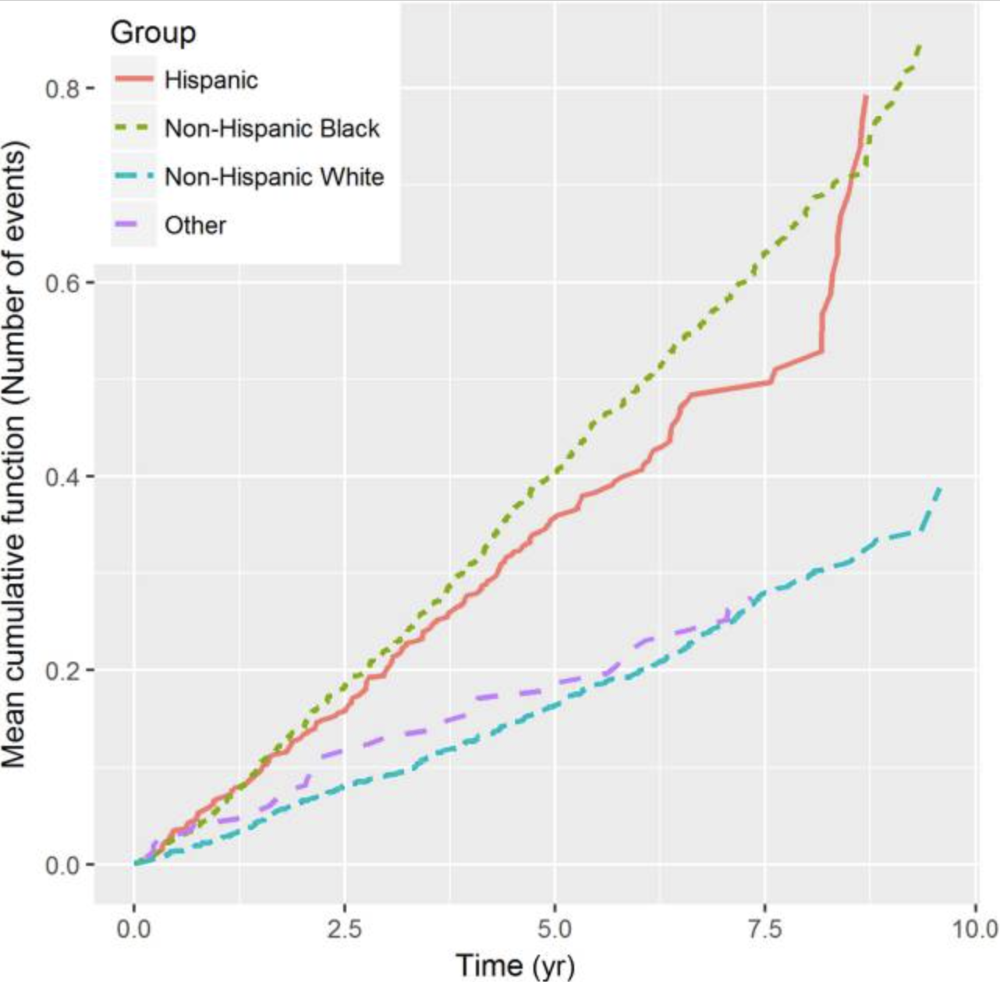 Group
Hispanic
Non-Hispanic Black
Non-Hispanic White
Other
Mean cumulative function (Number of events)
0.8
0.6
0.4
0.2
0.0
0.0 2.5 5.0 7.5 10.0
Time (yr)